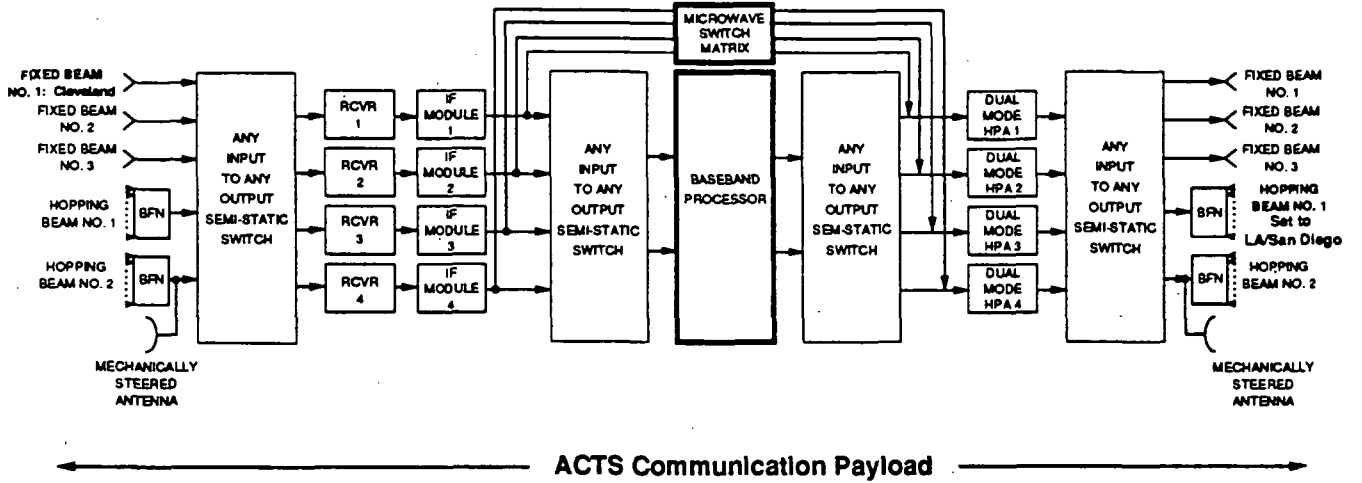 MICROWAVE
SWITCH
MATRIX
FIXED BEAM
NO. 1: Cleveland
FIXED BEAM
NO. 2
FIXED BEAM
NO. 3
HOPPING
BEAM NO. 1
BFN
HOPPING
BEAM NO. 2
BFN
MECHANICALLY
STEERED
ANTENNA
ANY
INPUT
TO ANY
OUTPUT
SEMI-STATIC
SWITCH
RCVR
1
RCVR
2
RCVR
3
RCVR
4
IF
MODULE
1
IF
MODULE
2
IF
MODULE
3
IF
MODULE
4
ANY
INPUT
TO ANY
OUTPUT
SEMI-STATIC
SWITCH
BASEBAND
PROCESSOR
ANY
INPUT
TO ANY
OUTPUT
SEMI-STATIC
SWITCH
DUAL
MODE
HPA 1
DUAL
MODE
HPA 2
DUAL
MODE
HPA 3
DUAL
MODE
HPA 4
ANY
INPUT
TO ANY
OUTPUT
SEMI-STATIC
SWITCH
FIXED BEAM
NO. 1
FIXED BEAM
NO. 2
FIXED BEAM
NO. 3
BFN
HOPPING
BEAM NO. 1
Set to
LA/San Diego
BFN
HOPPING
BEAM NO. 2
MECHANICALLY
STEERED
ANTENNA
ACTS Communication Payload